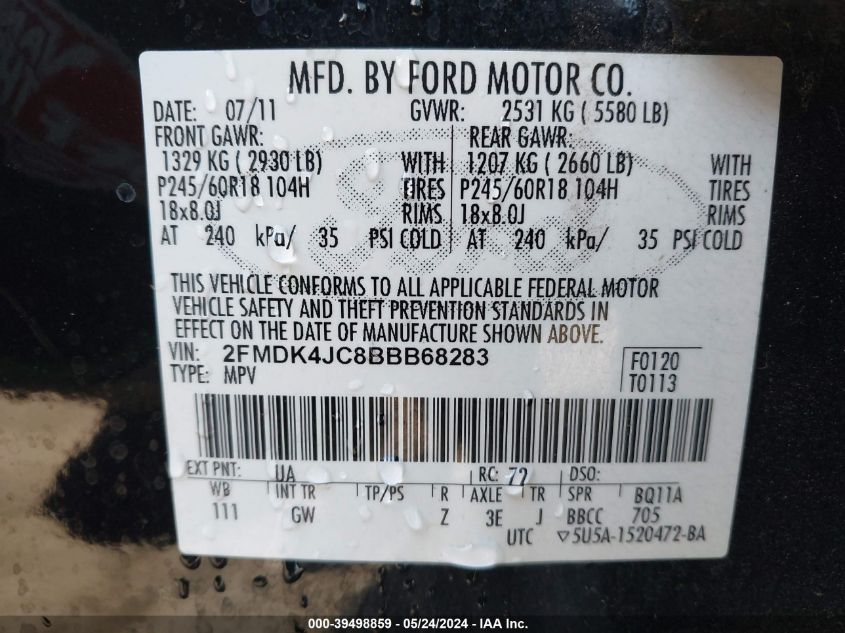 MFD. BY FORD MOTOR CO.
DATE: 07/11 GVWR: 2531 KG ( 5580 LB)
FRONT GAWR: REAR GAWR:
1329 KG ( 2930 LB) WITH 1207 KG ( 2660 LB) WITH
P245/60R18 104H TIRES P245/60R18 104H TIRES
18x8.0J RIMS 18x8.0J RIMS
AT 240 kPa/ 35 PSI COLD AT 240 kPa/ 35 PSI COLD
THIS VEHICLE CONFORMS TO ALL APPLICABLE FEDERAL MOTOR
VEHICLE SAFETY AND THEFT PREVENTION STANDARDS IN
EFFECT ON THE DATE OF MANUFACTURE SHOWN ABOVE.
VIN: 2FMDK4JC8BBB68283 F0120
TYPE: MPV T0113
EXT PNT: UA RC: 72 DSO:
WB INT TR TP/PS R AXLE TR SPR BQ11A
111 GW Z 3E J BBCC 705
UTC ▽5U5A-1520472-BA
000-39498859 / 05/24/2024 / IAAI.com